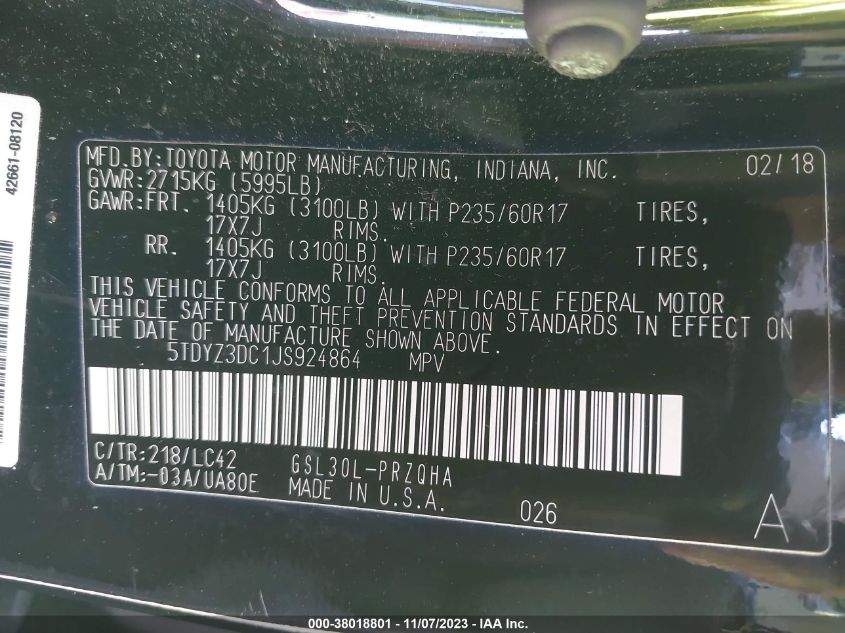 42661-08120
MFD.BY:TOYOTA MOTOR MANUFACTURING, INDIANA, INC. 02/18
GVWR:2715KG (5995LB)
GAWR:FRT. 1405KG (3100LB) WITH P235/60R17 TIRES,
17X7J RIMS.
RR. 1405KG (3100LB) WITH P235/60R17 TIRES,
17X7J RIMS.
THIS VEHICLE CONFORMS TO ALL APPLICABLE FEDERAL MOTOR
VEHICLE SAFETY AND THEFT PREVENTION STANDARDS IN EFFECT ON
THE DATE OF MANUFACTURE SHOWN ABOVE.
5TDYZ3DC1JS924864 MPV
C/TR:218/LC42 GSL30L-PRZQHA
A/TM:-03A/UA80E MADE IN U.S.A. 026 A
000-38018801 - 11/07/2023 - IAA Inc.